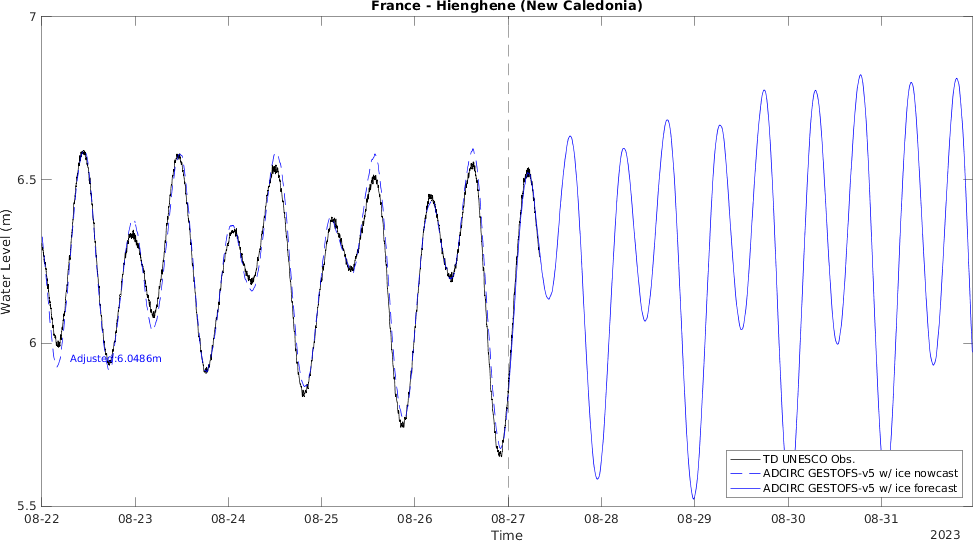 France - Hienghene (New Caledonia)
7
6.5
6
5.5
Water Level (m)
Adjusted:6.0486m
TD UNESCO Obs.
ADCIRC GESTOFS-v5 w/ ice nowcast
ADCIRC GESTOFS-v5 w/ ice forecast
08-22 08-23 08-24 08-25 08-26 08-27 08-28 08-29 08-30 08-31
Time
2023